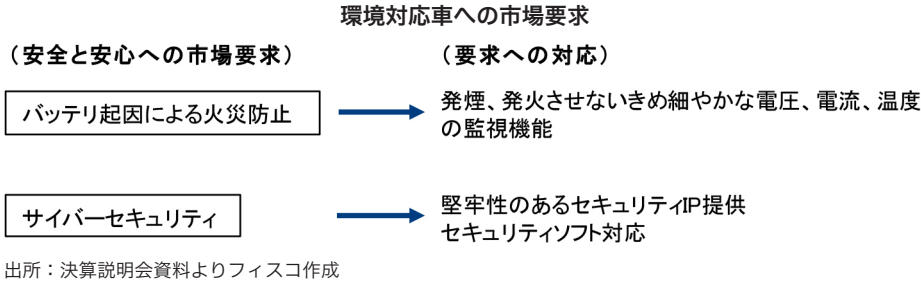 環境対応車への市場要求
（安全と安心への市場要求）
（要求への対応）
バッテリ起因による火災防止
発煙、発火させないきめ細やかな電圧、電流、温度
の監視機能
サイバーセキュリティ
堅牢性のあるセキュリティIP提供
セキュリティソフト対応
出所：決算説明会資料よりフィスコ作成